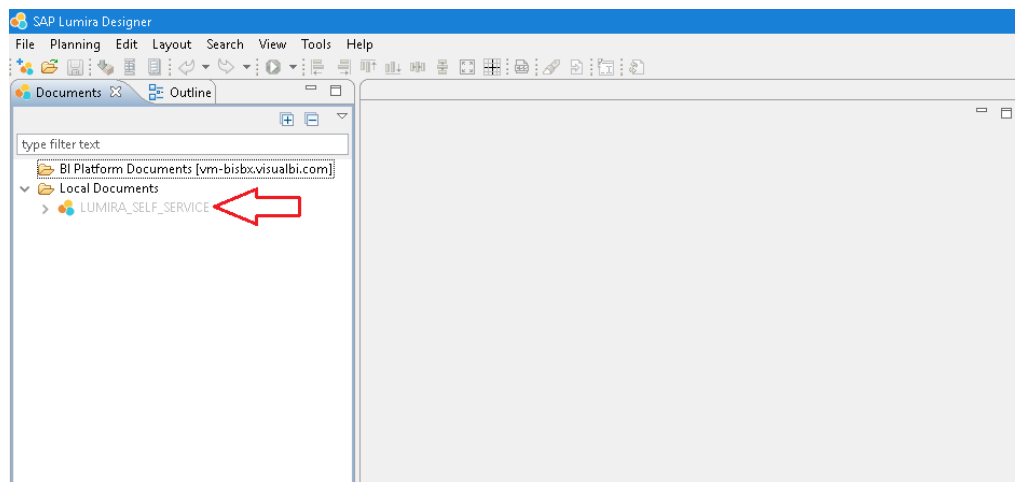 SAP Lumira Designer
File Planning Edit Layout Search View Tools Help
Documents Outline
type filter text
BI Platform Documents [vm-bisbx.visualbi.com]
Local Documents
LUMIRA_SELF_SERVICE